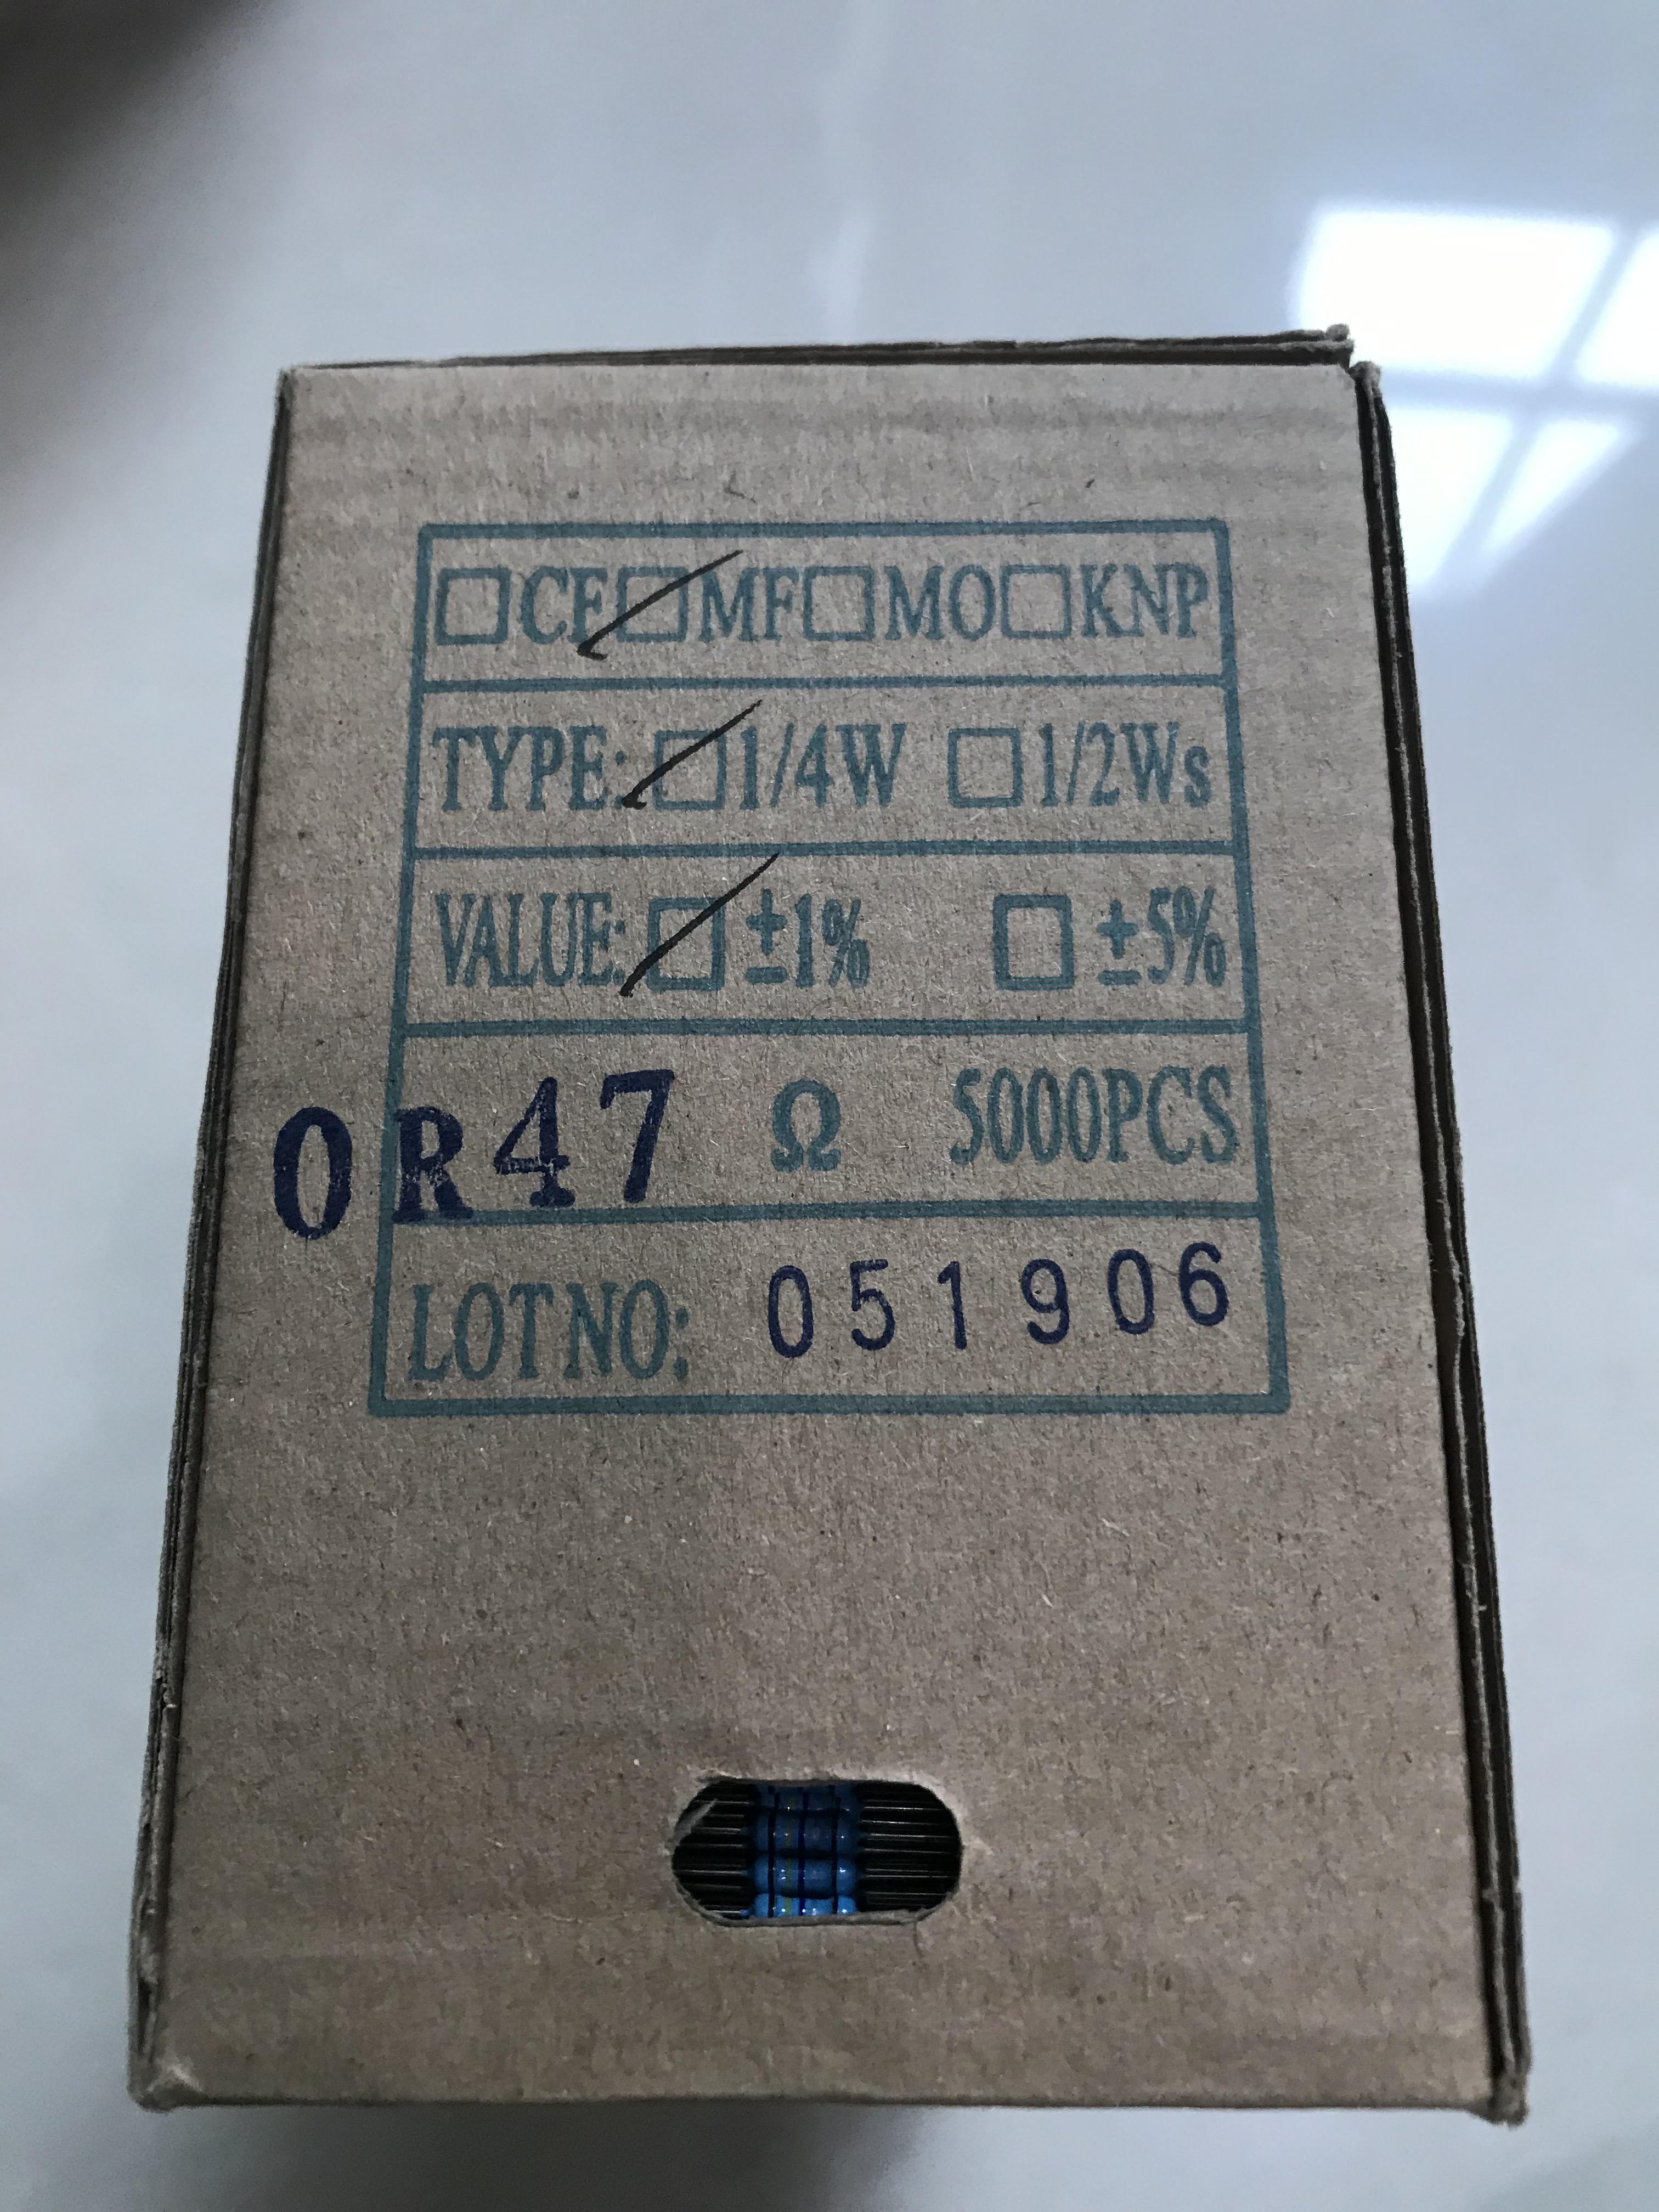 □CF□MF□MO□KNP
TYPE:□1/4W □1/2Ws
VALUE:□±1% □±5%
0R47 Ω 5000PCS
LOT NO: 051906